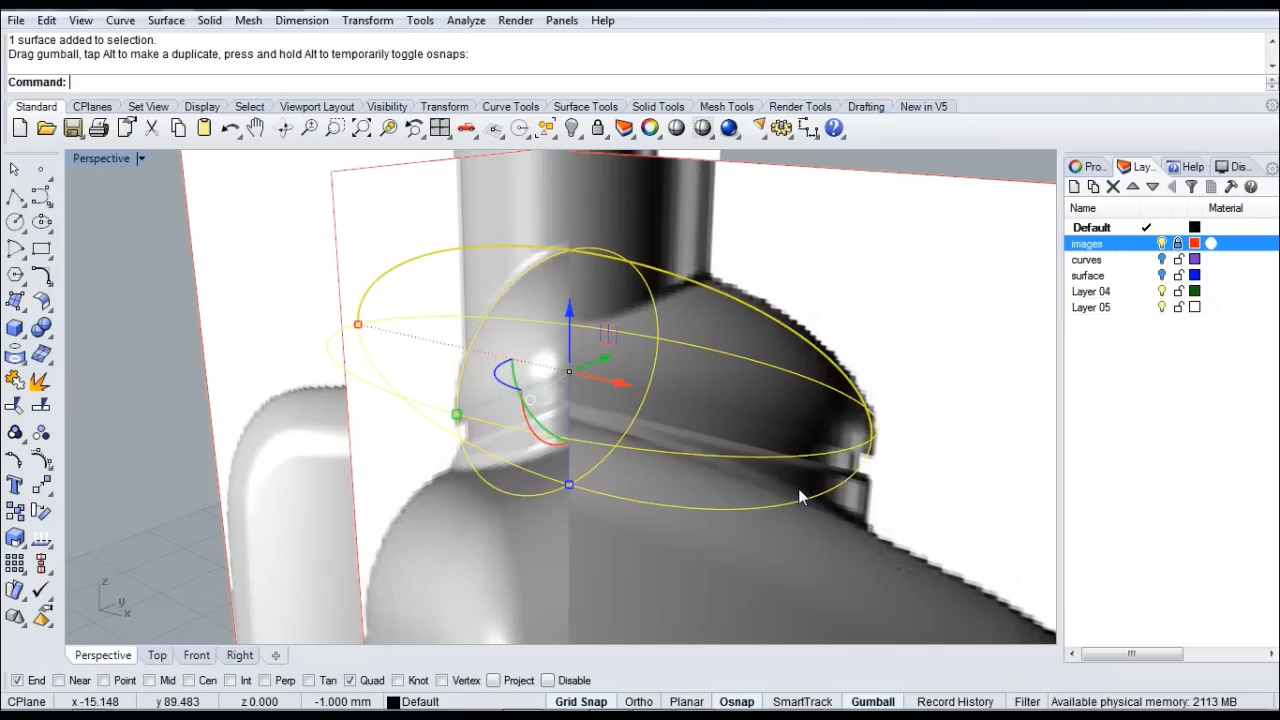 File Edit View Curve Surface Solid Mesh Dimension Transform Tools Analyze Render Panels Help
1 surface added to selection.
Drag gumball, tap Alt to make a duplicate, press and hold Alt to temporarily toggle osnaps:
Command:
Standard CPlanes Set View Display Select Viewport Layout Visibility Transform Curve Tools Surface Tools Solid Tools Mesh Tools Render Tools Drafting New in V5
Perspective
Pro... Lay... Help Dis...
Name Material
Default
images
curves
surface
Layer 04
Layer 05
z
y
x
Perspective Top Front Right
End Near Point Mid Cen Int Perp Tan Quad Knot Vertex Project Disable
CPlane x -15.148 y 89.483 z 0.000 -1.000 mm Default Grid Snap Ortho Planar Osnap SmartTrack Gumball Record History Filter Available physical memory: 2113 MB